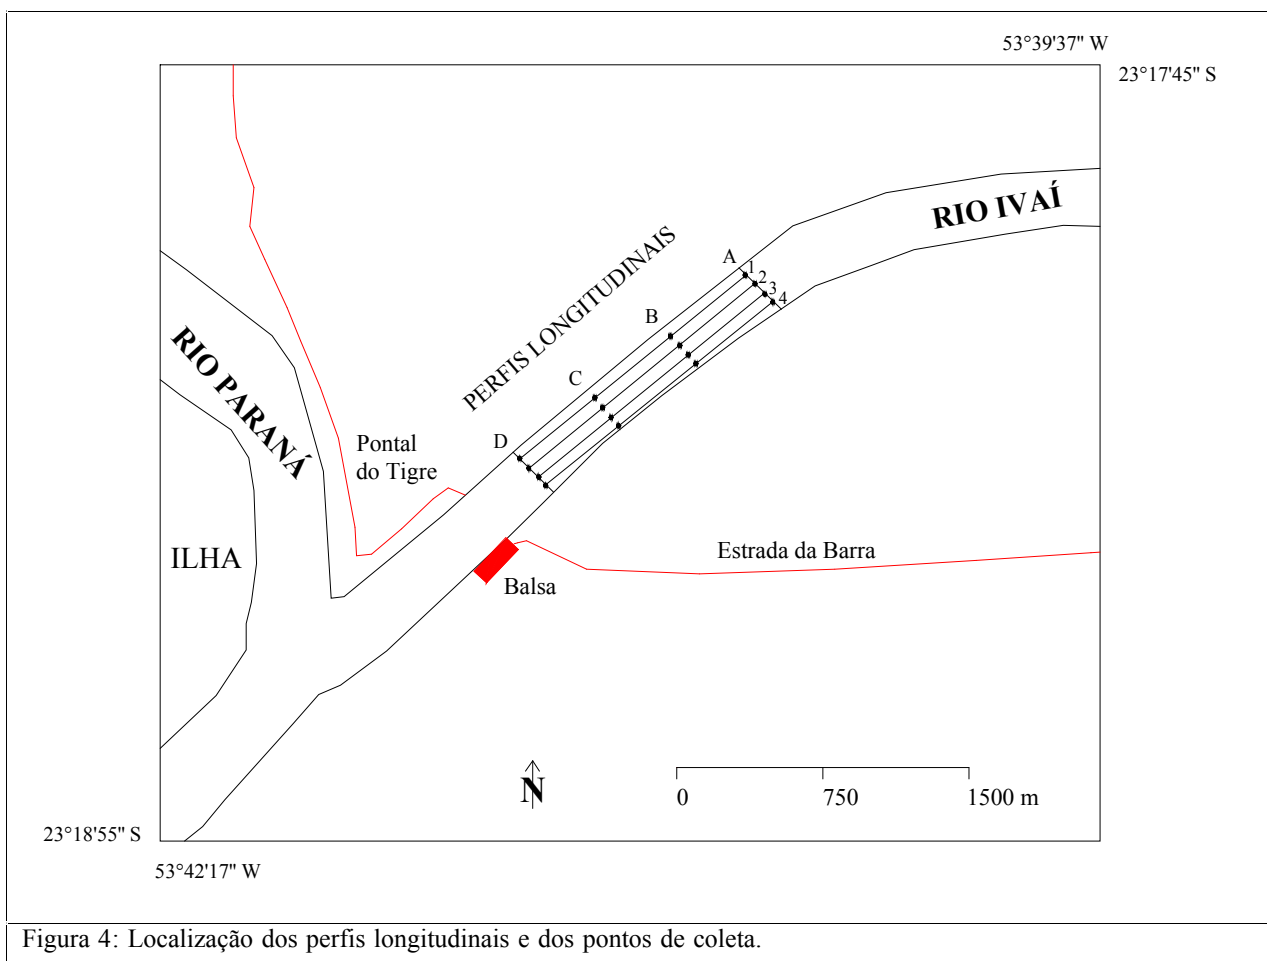 53°39'37" W
23°17'45" S
RIO IVAÍ
PERFIS LONGITUDINAIS
A
1
2
3
4
B
C
D
RIO PARANÁ
Pontal
do Tigre
ILHA
Estrada da Barra
Balsa
N
0 750 1500 m
23°18'55" S
53°42'17" W
Figura 4: Localização dos perfis longitudinais e dos pontos de coleta.